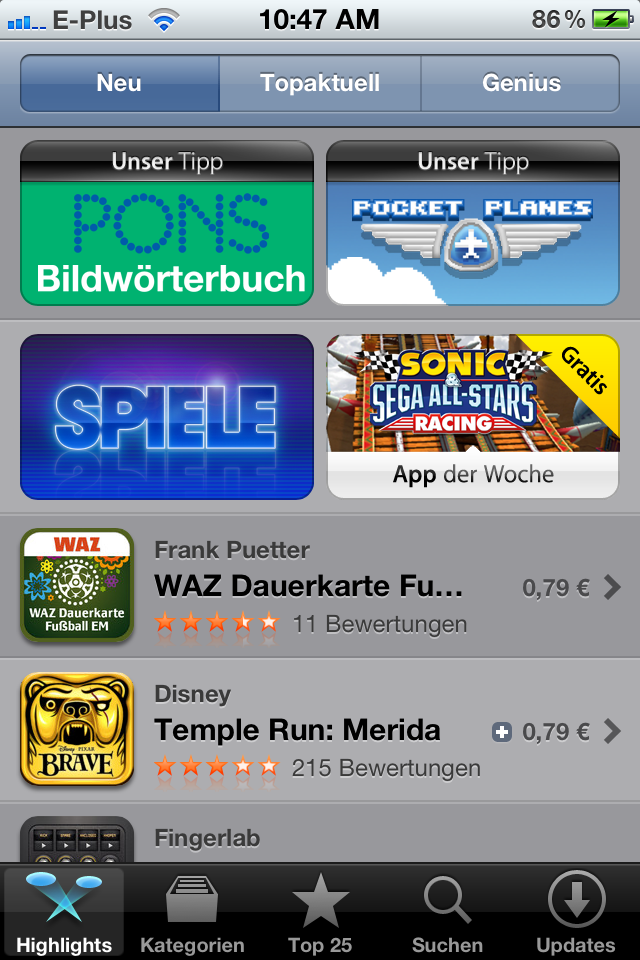 E-Plus 10:47 AM 86 %
Neu Topaktuell Genius
Unser Tipp
PONS
Bildwörterbuch
Unser Tipp
POCKET PLANES
SPIELE
SONIC
&
SEGA ALL-STARS
RACING
Gratis
App der Woche
WAZ
WAZ Dauerkarte
Fußball EM
Frank Puetter
WAZ Dauerkarte Fu...
0,79 €
11 Bewertungen
Disney PIXAR
BRAVE
Disney
Temple Run: Merida
0,79 €
215 Bewertungen
Fingerlab
Highlights Kategorien Top 25 Suchen Updates